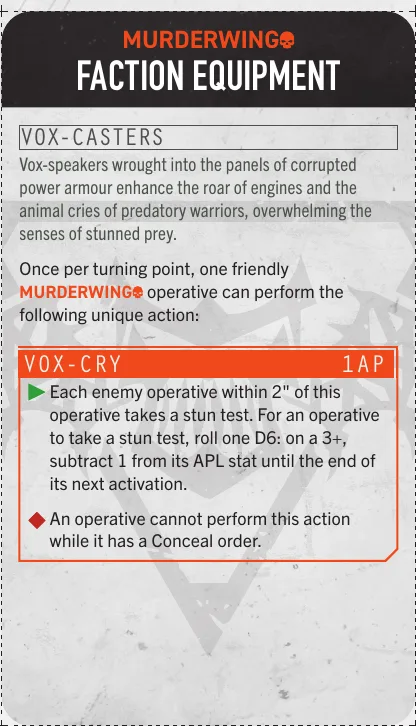 MURDERWING
FACTION EQUIPMENT
VOX-CASTERS
Vox-speakers wrought into the panels of corrupted
power armour enhance the roar of engines and the
animal cries of predatory warriors, overwhelming the
senses of stunned prey.
Once per turning point, one friendly
MURDERWING operative can perform the
following unique action:
VOX-CRY 1AP
Each enemy operative within 2" of this
operative takes a stun test. For an operative
to take a stun test, roll one D6: on a 3+,
subtract 1 from its APL stat until the end of
its next activation.
An operative cannot perform this action
while it has a Conceal order.